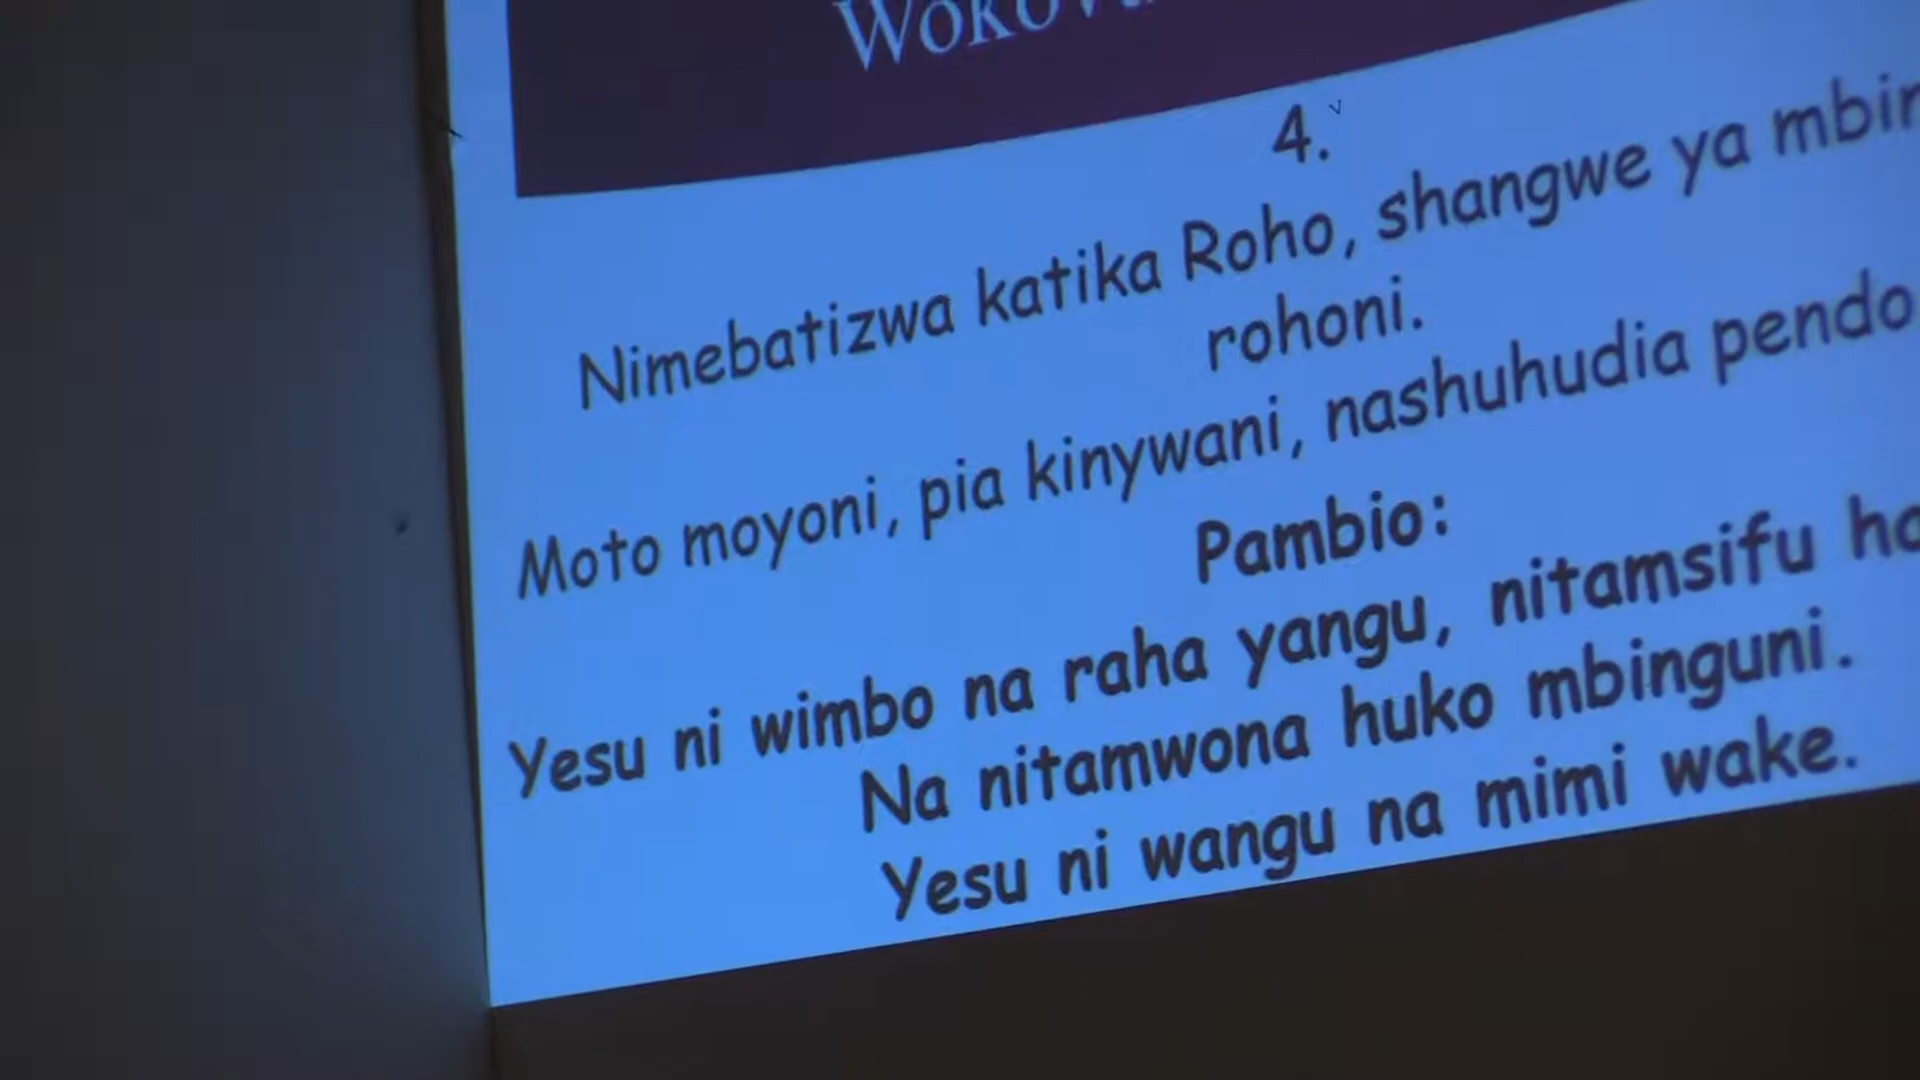 4.
Nimebatizwa katika Roho, shangwe ya
rohoni.
Moto moyoni, pia kinywani, nashuhudia pendo
Pambio:
Yesu ni wimbo na raha yangu, nitamsifu
Na nitamwona huko mbinguni.
Yesu ni wangu na mimi wake.